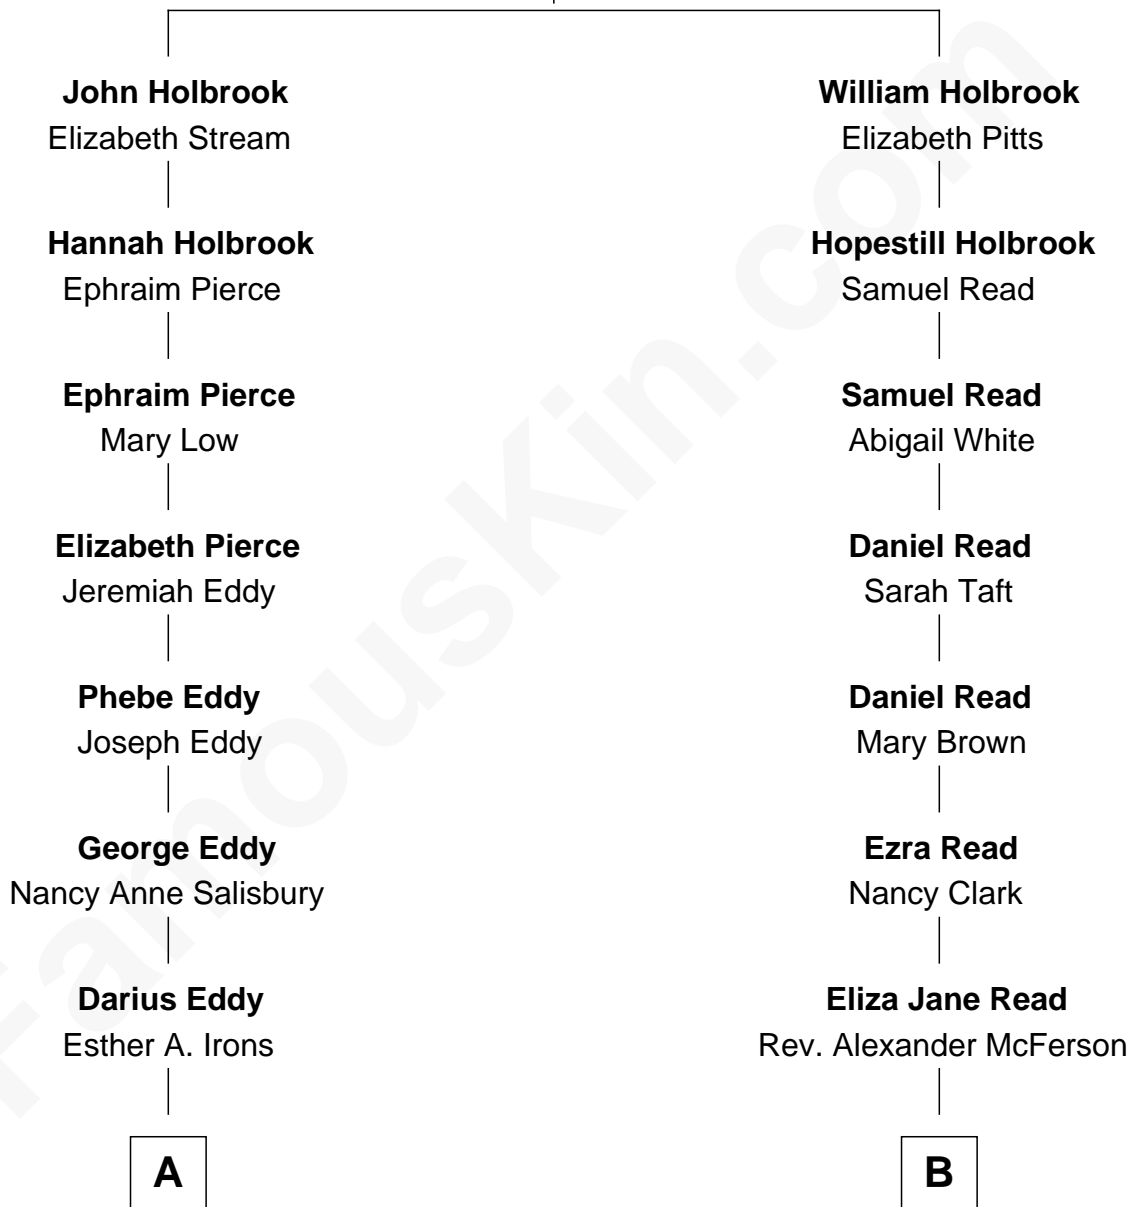 John Holbrook
Elizabeth Stream
Hannah Holbrook
Ephraim Pierce
Ephraim Pierce
Mary Low
Elizabeth Pierce
Jeremiah Eddy
Phebe Eddy
Joseph Eddy
George Eddy
Nancy Anne Salisbury
Darius Eddy
Esther A. Irons
A
William Holbrook
Elizabeth Pitts
Hopestill Holbrook
Samuel Read
Samuel Read
Abigail White
Daniel Read
Sarah Taft
Daniel Read
Mary Brown
Ezra Read
Nancy Clark
Eliza Jane Read
Rev. Alexander McFerson
B
FamousKin.com